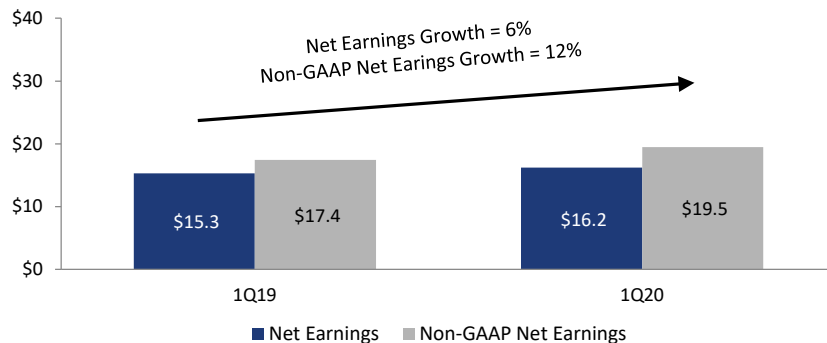 $40
Net Earnings Growth = 6%
Non-GAAP Net Earings Growth = 12%
$30
$20
$10
$0
$15.3
$17.4
$16.2
$19.5
1Q19
1Q20
Net Earnings
Non-GAAP Net Earnings